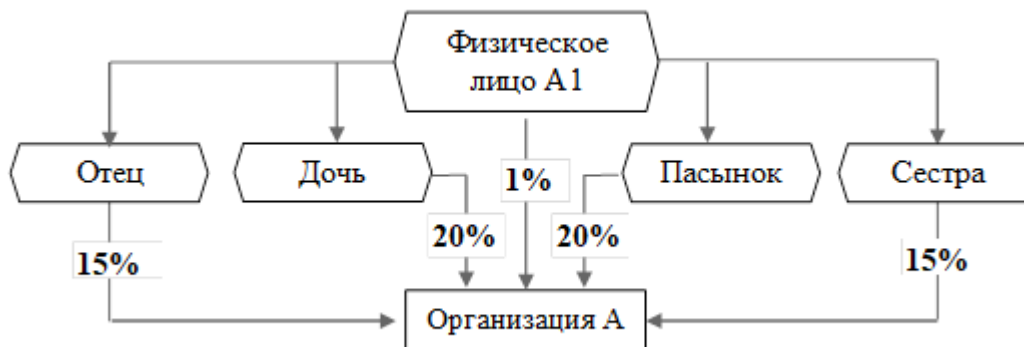 Физическое
лицо А1
Отец
Дочь
1%
Пасынок
Сестра
15%
20%
20%
15%
Организация А